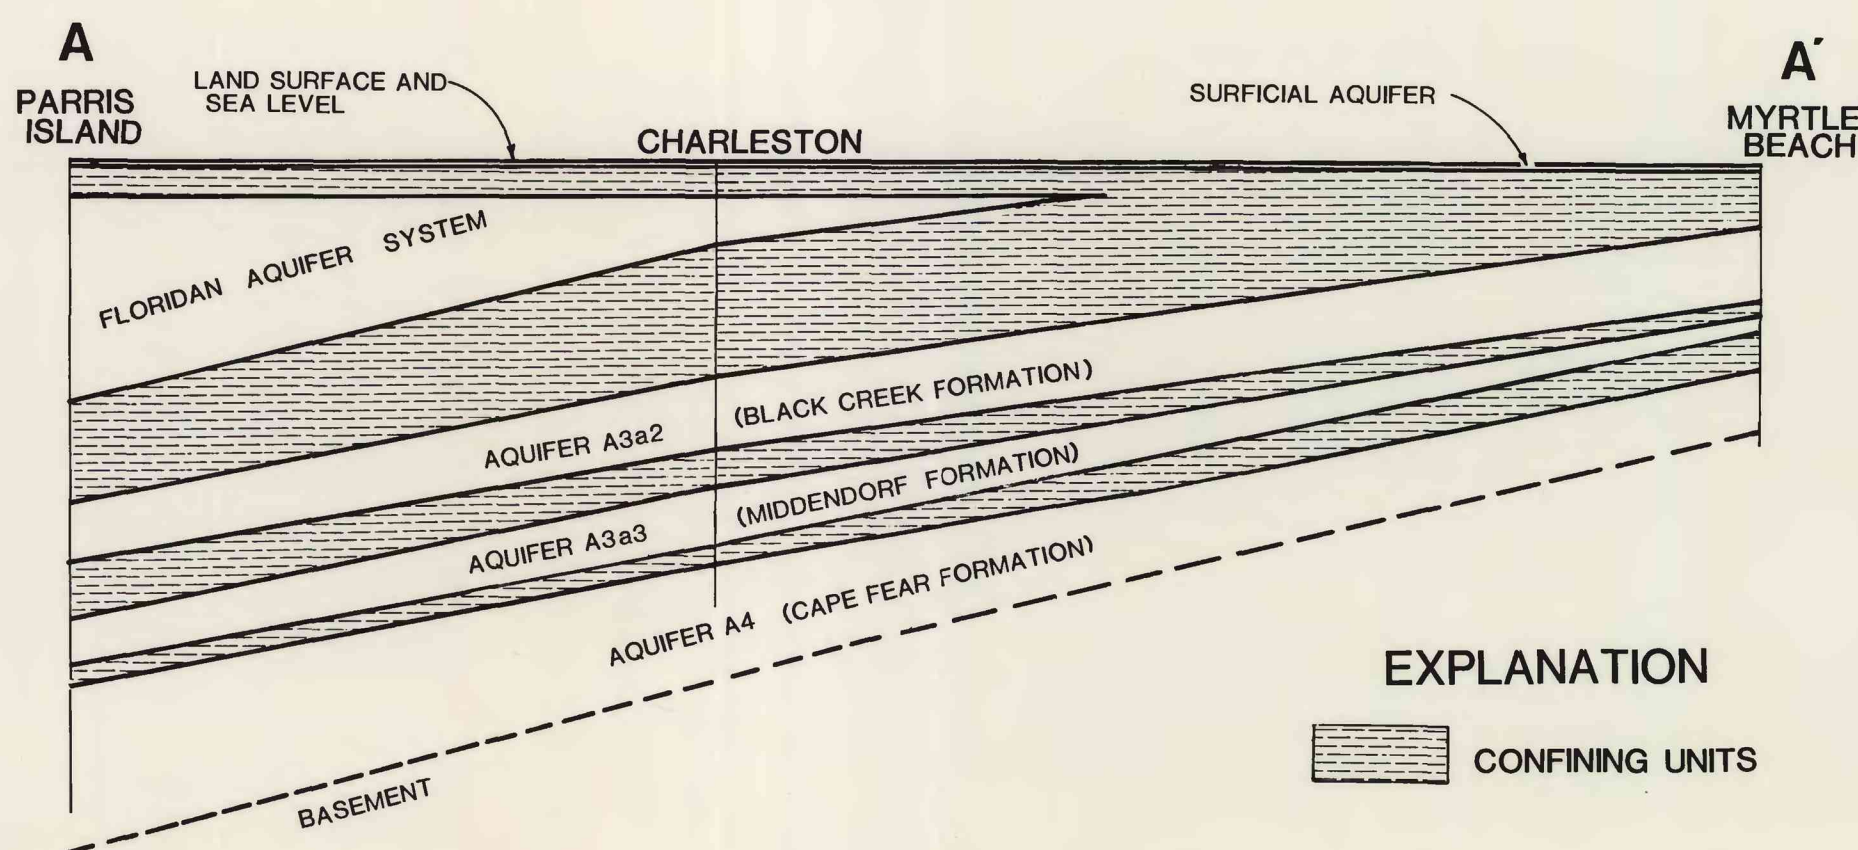 A
PARRIS
ISLAND
LAND SURFACE AND
SEA LEVEL
CHARLESTON
SURFICIAL AQUIFER
A´
MYRTLE
BEACH
FLORIDAN AQUIFER SYSTEM
AQUIFER A3a2
(BLACK CREEK FORMATION)
AQUIFER A3a3
(MIDDENDORF FORMATION)
AQUIFER A4 (CAPE FEAR FORMATION)
BASEMENT
EXPLANATION
CONFINING UNITS